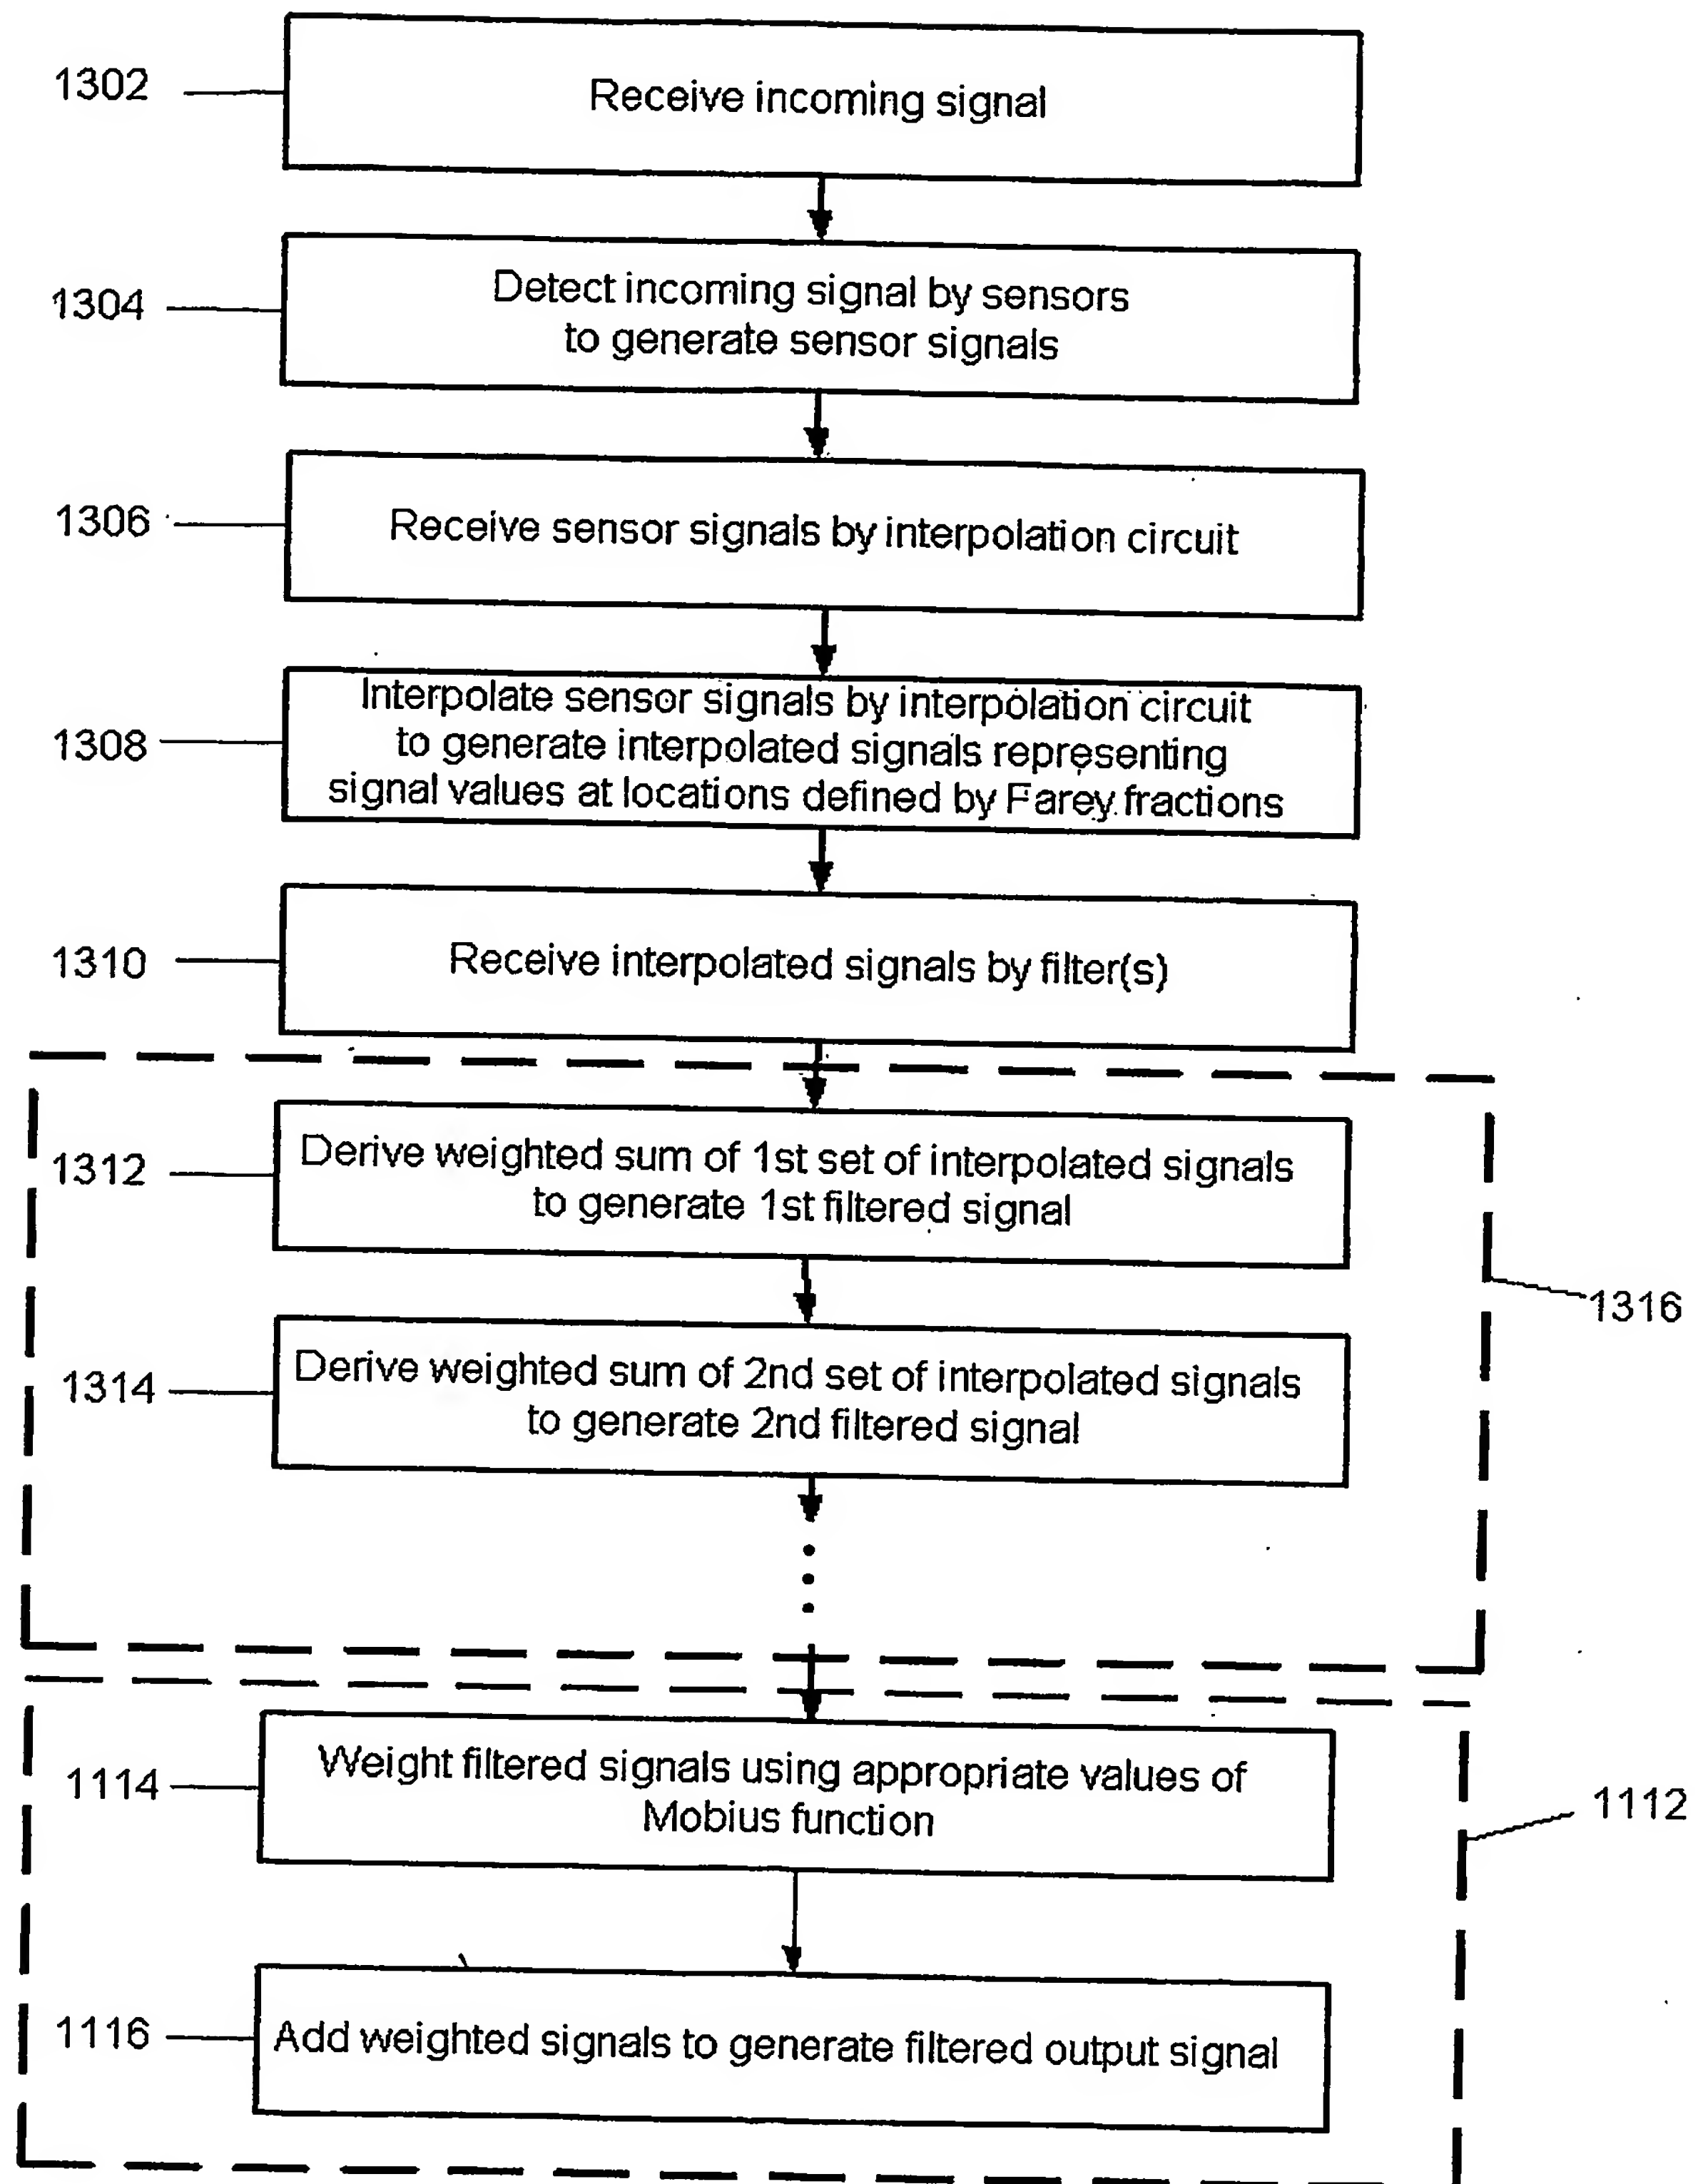 1302
Receive incoming signal
1304
Detect incoming signal by sensors
to generate sensor signals
1306
Receive sensor signals by interpolation circuit
1308
Interpolate sensor signals by interpolation circuit
to generate interpolated signals representing
signal values at locations defined by Farey fractions
1310
Receive interpolated signals by filter(s)
1312
Derive weighted sum of 1st set of interpolated signals
to generate 1st filtered signal
1316
1314
Derive weighted sum of 2nd set of interpolated signals
to generate 2nd filtered signal
1114
Weight filtered signals using appropriate values of
Mobius function
1112
1116
Add weighted signals to generate filtered output signal